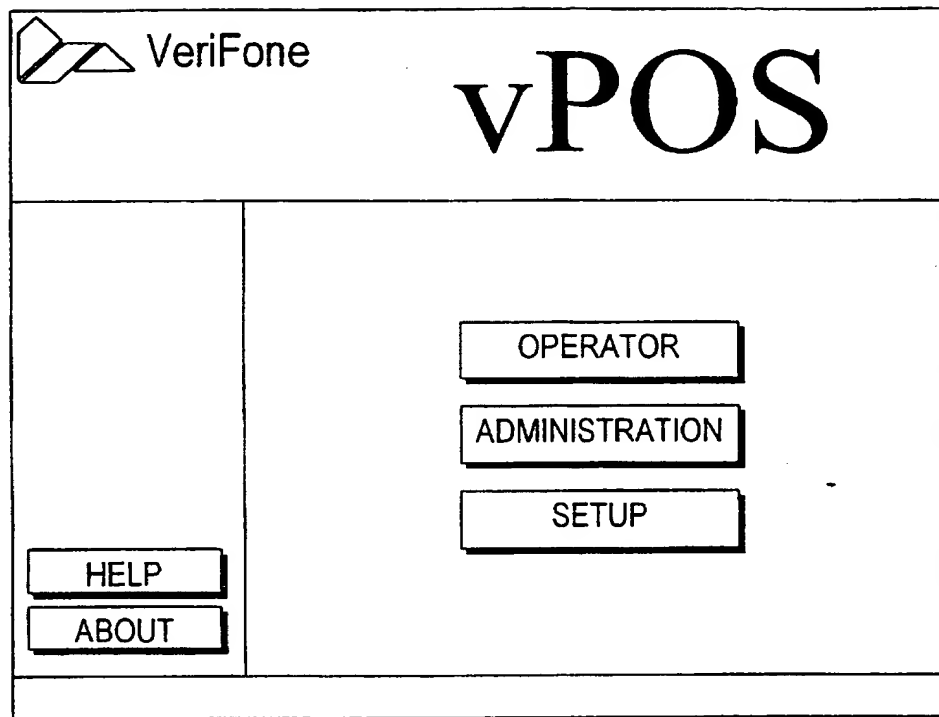 VeriFone
vPOS
OPERATOR
ADMINISTRATION
SETUP
HELP
ABOUT